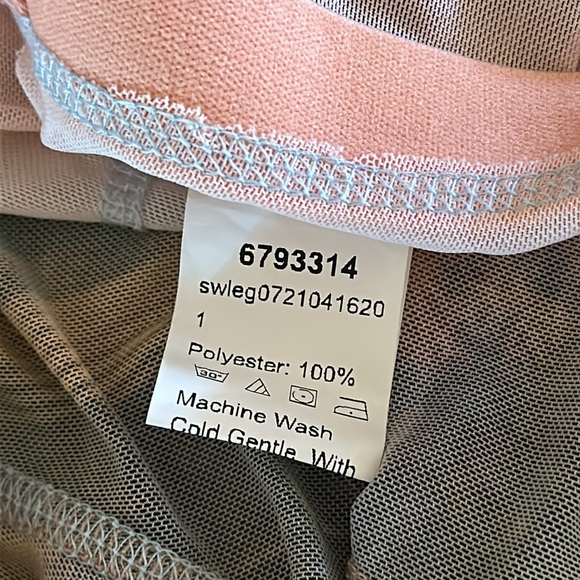 6793314
swleg0721041620
1
Polyester: 100%
30°
Machine Wash
Cold Gentle, With